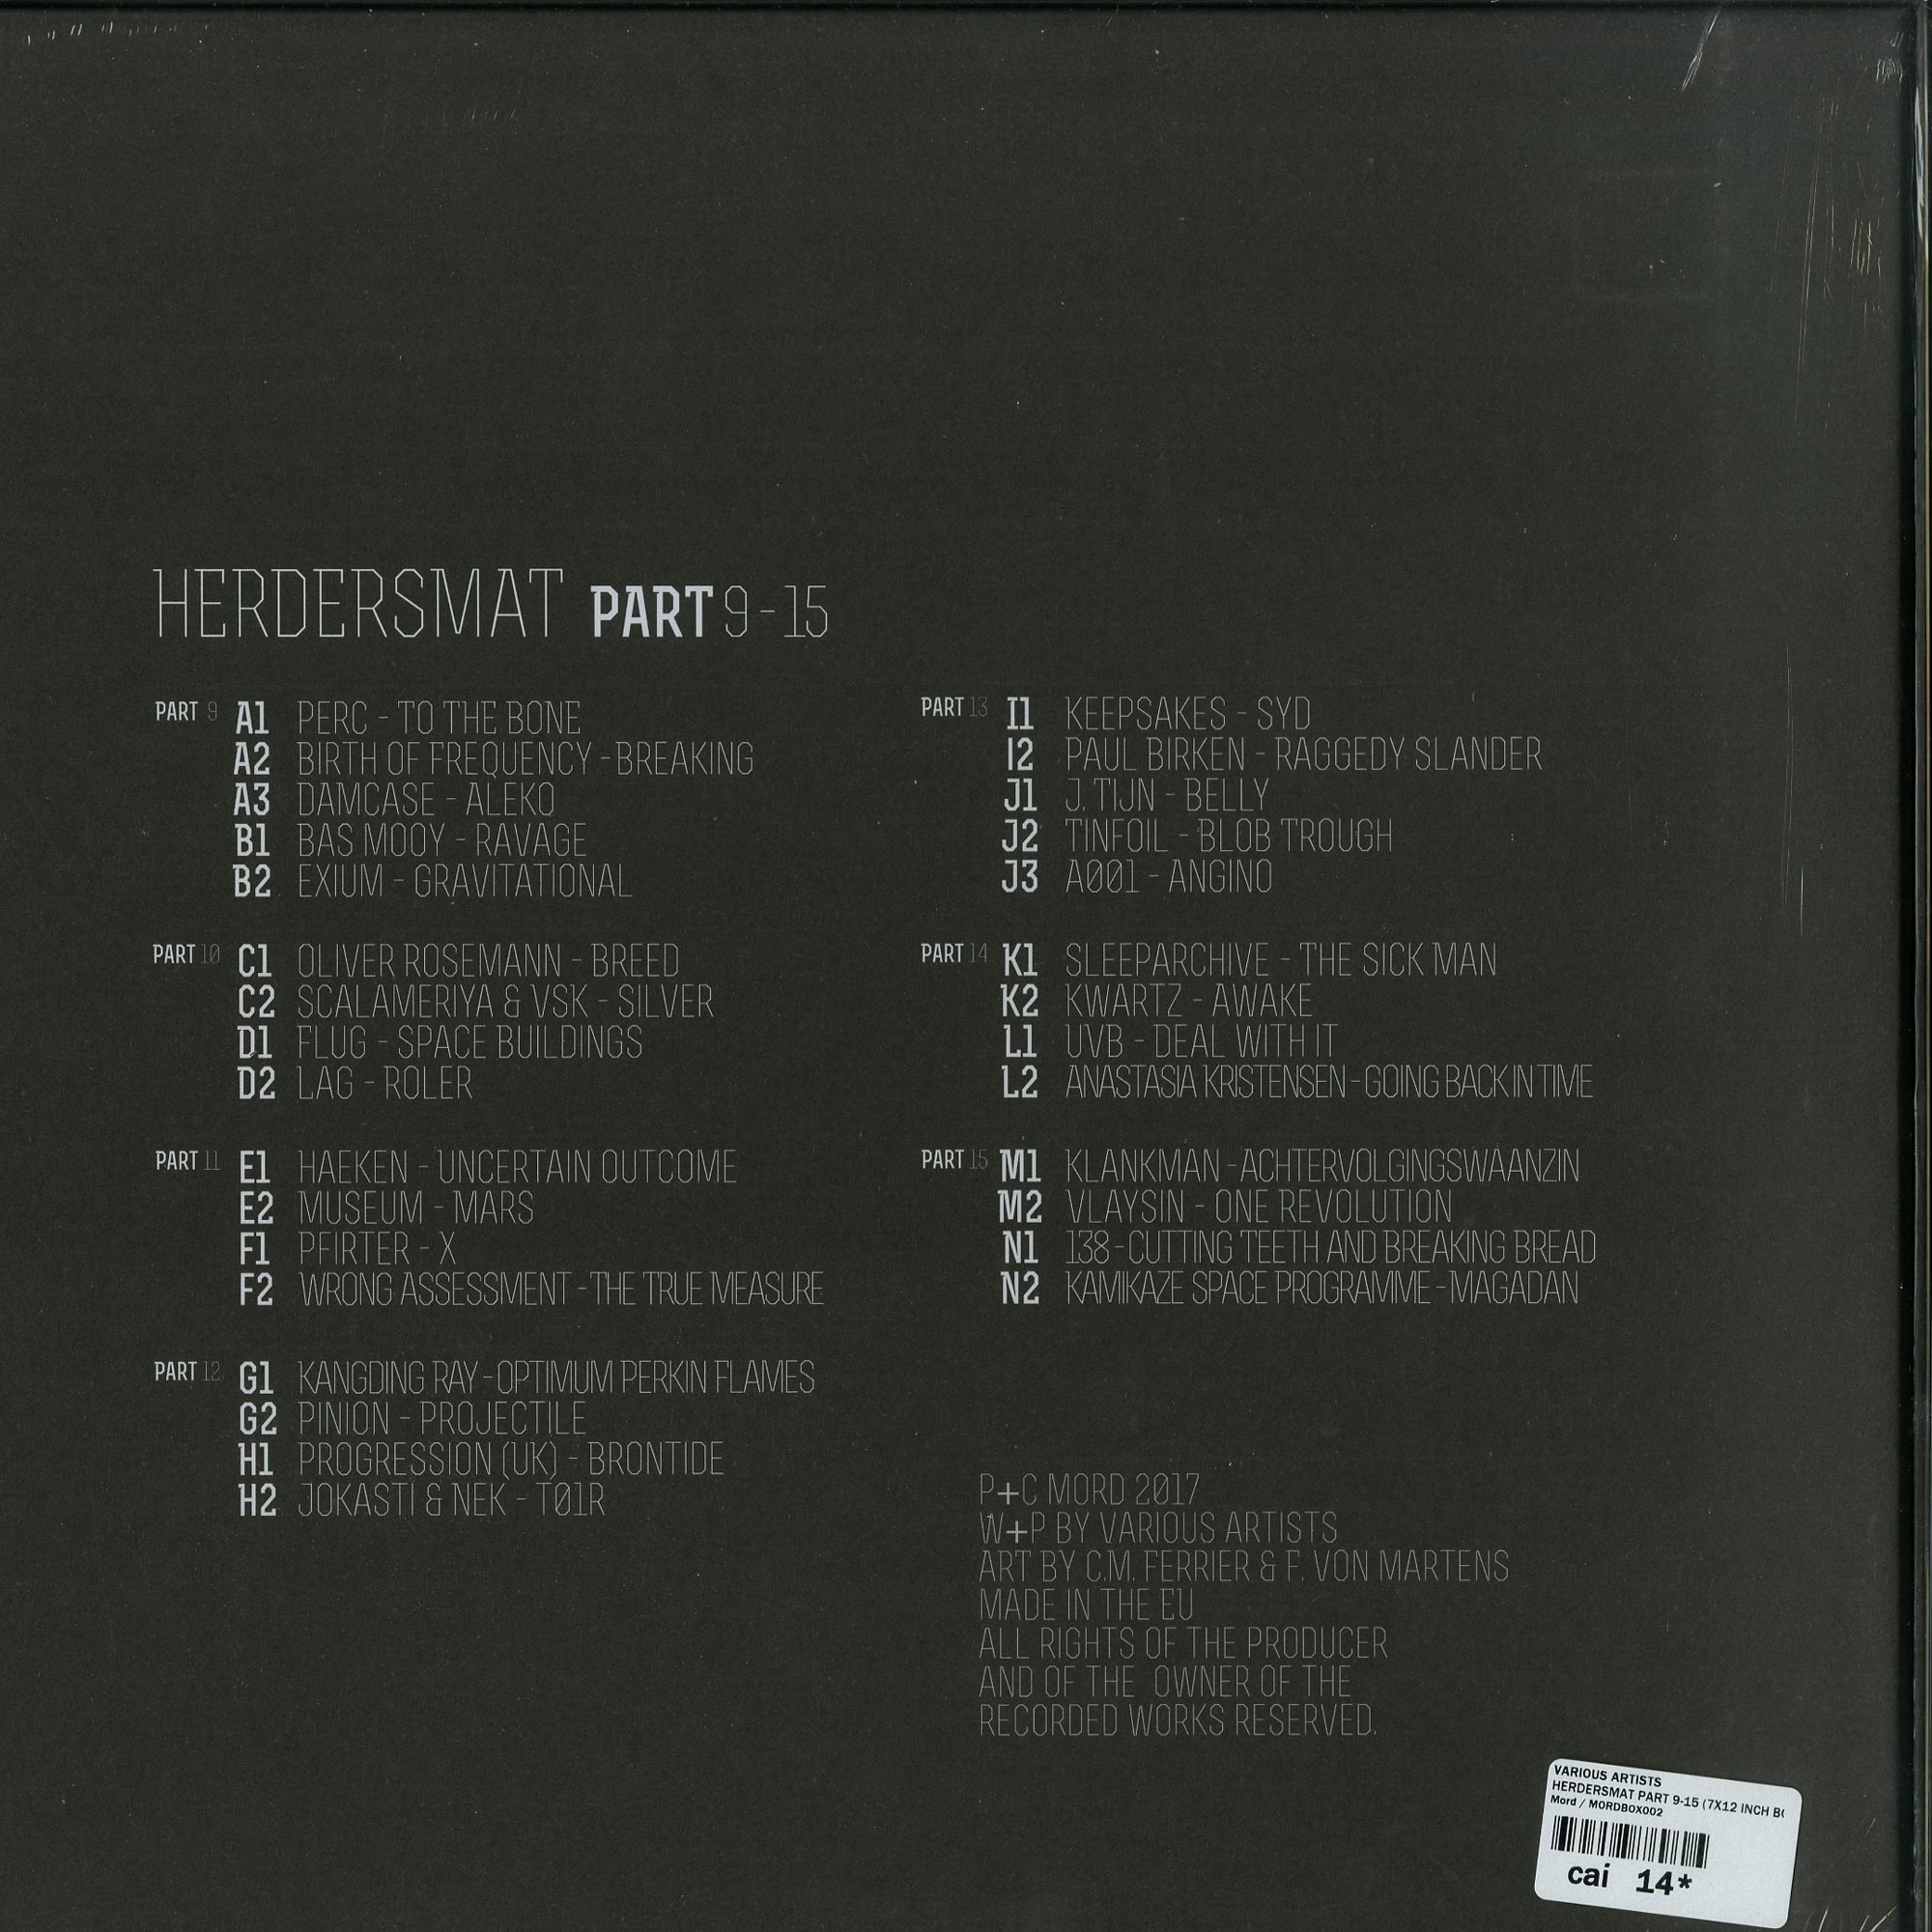 HERDERSMAT PART 9-15
PART 9 A1 PERC - TO THE BONE
A2 BIRTH OF FREQUENCY - BREAKING
A3 DAMCASE - ALEKO
B1 BAS MOOY - RAVAGE
B2 EXIUM - GRAVITATIONAL
PART 10 C1 OLIVER ROSEMANN - BREED
C2 SCALAMERIYA & VSK - SILVER
D1 FLUG - SPACE BUILDINGS
D2 LAG - ROLER
PART 11 E1 HAEKEN - UNCERTAIN OUTCOME
E2 MUSEUM - MARS
F1 PFIRTER - X
F2 WRONG ASSESSMENT - THE TRUE MEASURE
PART 12 G1 KANGDING RAY - OPTIMUM PERKIN FLAMES
G2 PINION - PROJECTILE
H1 PROGRESSION (UK) - BRONTIDE
H2 JOKASTI & NEK - TØ1R
PART 13 I1 KEEPSAKES - SYD
I2 PAUL BIRKEN - RAGGEDY SLANDER
J1 J. TIJN - BELLY
J2 TINFOIL - BLOB TROUGH
J3 AØØ1 - ANGINO
PART 14 K1 SLEEPARCHIVE - THE SICK MAN
K2 KWARTZ - AWAKE
L1 UVB - DEAL WITH IT
L2 ANASTASIA KRISTENSEN - GOING BACK IN TIME
PART 15 M1 KLANKMAN - ACHTERVOLGINGSWAANZIN
M2 VLAYSIN - ONE REVOLUTION
N1 138 - CUTTING TEETH AND BREAKING BREAD
N2 KAMIKAZE SPACE PROGRAMME - MAGADAN
P+C MORD 2017
W+P BY VARIOUS ARTISTS
ART BY C.M. FERRIER & F. VON MARTENS
MADE IN THE EU
ALL RIGHTS OF THE PRODUCER
AND OF THE OWNER OF THE
RECORDED WORKS RESERVED.
VARIOUS ARTISTS
HERDERSMAT PART 9-15 (7X12 INCH BO
Mord / MORDBOX002
cai 14*